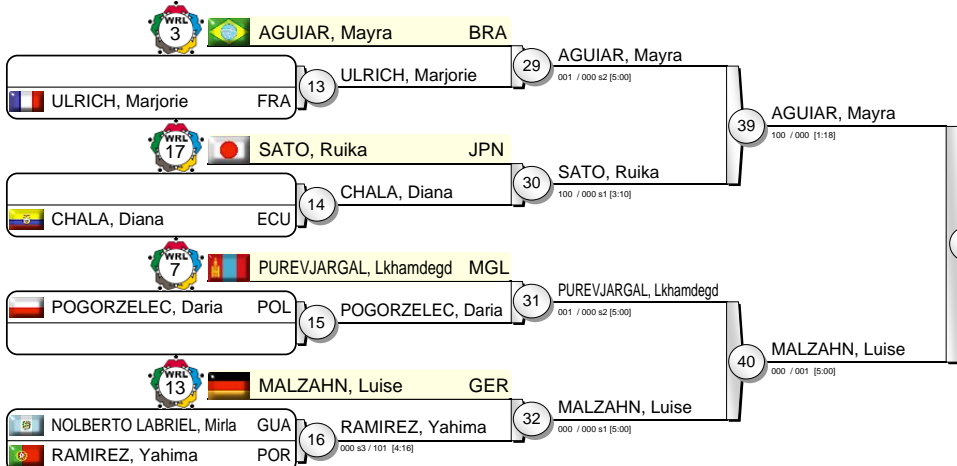 WRL 3 AGUIAR, Mayra BRA
ULRICH, Marjorie FRA
13 ULRICH, Marjorie
29 AGUIAR, Mayra
001 / 000 s2 [5:00]
WRL 17 SATO, Ruika JPN
CHALA, Diana ECU
14 CHALA, Diana
30 SATO, Ruika
100 / 000 s1 [3:10]
39 AGUIAR, Mayra
100 / 000 [1:18]
WRL 7 PUREVJARGAL, Lkhamdegd MGL
POGORZELEC, Daria POL
15 POGORZELEC, Daria
31 PUREVJARGAL, Lkhamdegd
001 / 000 s2 [5:00]
WRL 13 MALZAHN, Luise GER
NOLBERTO LABRIEL, Mirla GUA
RAMIREZ, Yahima POR
16 RAMIREZ, Yahima
000 s3 / 101 [4:16]
32 MALZAHN, Luise
000 / 000 s1 [5:00]
40 MALZAHN, Luise
000 / 001 [5:00]